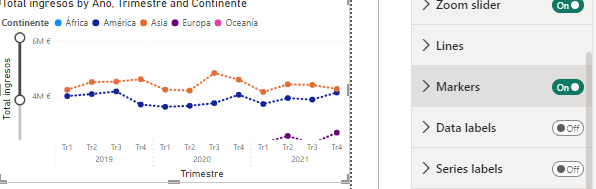 Total ingresos by Año, Trimestre and Continente
Continente África América Asia Europa Oceanía
6M €
4M €
Total ingresos
Tr1 Tr2 Tr3 Tr4 Tr1 Tr2 Tr3 Tr4 Tr1 Tr2 Tr3 Tr4
2019 2020 2021
Trimestre
Zoom slider On
Lines
Markers On
Data labels Off
Series labels Off